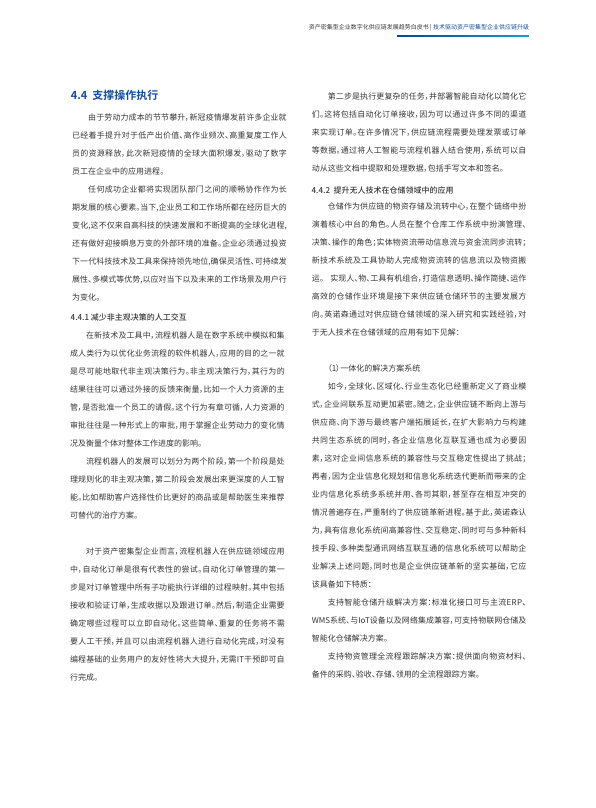 资产密集型企业数字化供应链发展趋势白皮书 | 技术驱动资产密集型企业供应链升级
4.4 支撑操作执行
由于劳动力成本的节节攀升,新冠疫情爆发前许多企业就
已经着手提升对于低产出价值、高作业频次、高重复度工作人
员的资源释放,此次新冠疫情的全球大面积爆发,驱动了数字
员工在企业中的应用进程。
任何成功企业都将实现团队部门之间的顺畅协作作为长
期发展的核心要素。当下,企业员工和工作场所都在经历巨大的
变化,这不仅来自高科技的快速发展和不断提高的全球化进程,
还有做好迎接瞬息万变的外部环境的准备。企业必须通过投资
下一代科技技术及工具来保持领先地位,确保灵活性、可持续发
展性、多模式等优势,以应对当下以及未来的工作场景及用户行
为变化。
4.4.1 减少非主观决策的人工交互
在新技术及工具中,流程机器人是在数字系统中模拟和集
成人类行为以优化业务流程的软件机器人,应用的目的之一就
是尽可能地取代非主观决策行为。非主观决策行为,其行为的
结果往往可以通过外接的反馈来衡量,比如一个人力资源的主
管,是否批准一个员工的请假。这个行为有章可循,人力资源的
审批往往是一种形式上的审批,用于掌握企业劳动力的变化情
况及衡量个体对整体工作进度的影响。
流程机器人的发展可以划分为两个阶段,第一个阶段是处
理规则化的非主观决策,第二阶段会发展出来更深度的人工智
能。比如帮助客户选择性价比更好的商品或是帮助医生来推荐
可替代的治疗方案。
对于资产密集型企业而言,流程机器人在供应链领域应用
中,自动化订单是很有代表性的尝试。自动化订单管理的第一
步是对订单管理中所有子功能执行详细的过程映射。其中包括
接收和验证订单,生成收据以及跟进订单。然后,制造企业需要
确定哪些过程可以立即自动化。这些简单、重复的任务将不需
要人工干预,并且可以由流程机器人进行自动化完成,对没有
编程基础的业务用户的友好性将大大提升,无需IT干预即可自
行完成。
第二步是执行更复杂的任务,并部署智能自动化以简化它
们。这将包括自动化订单接收,因为可以通过许多不同的渠道
来实现订单。在许多情况下,供应链流程需要处理发票或订单
等数据,通过将人工智能与流程机器人结合使用,系统可以自
动从这些文档中提取和处理数据,包括手写文本和签名。
4.4.2 提升无人技术在仓储领域中的应用
仓储作为供应链的物资存储及流转中心,在整个链络中扮
演着核心中台的角色。人员在整个仓库工作系统中扮演管理、
决策、操作的角色;实体物资流带动信息流与资金流同步流转;
新技术系统及工具协助人完成物资流转的信息流以及物资搬
运。 实现人、物、工具有机组合,打造信息透明、操作简捷、运作
高效的仓储作业环境是接下来供应链仓储环节的主要发展方
向。英诺森通过对供应链仓储领域的深入研究和实践经验,对
于无人技术在仓储领域的应用有如下见解:
(1) 一体化的解决方案系统
如今,全球化、区域化、行业生态化已经重新定义了商业模
式,企业间联系互动更加紧密。随之,企业供应链不断向上游与
供应商、向下游与最终客户端拓展延长,在扩大影响力与构建
共同生态系统的同时,各企业信息化互联互通也成为必要因
素,这对企业间信息系统的兼容性与交互稳定性提出了挑战;
再者,因为企业信息化规划和信息化系统迭代更新而带来的企
业内信息化系统多系统并用、各司其职,甚至存在相互冲突的
情况普遍存在,严重制约了供应链革新进程。基于此,英诺森认
为,具有信息化系统间高兼容性、交互稳定、同时可与多种新科
技手段、多种类型通讯网络互联互通的信息化系统可以帮助企
业解决上述问题,同时也是企业供应链革新的坚实基础,它应
该具备如下特质:
支持智能仓储升级解决方案:标准化接口可与主流ERP、
WMS系统、与IoT设备以及网络集成兼容,可支持物联网仓储及
智能化仓储解决方案。
支持物资管理全流程跟踪解决方案:提供面向物资材料、
备件的采购、验收、存储、领用的全流程跟踪方案。